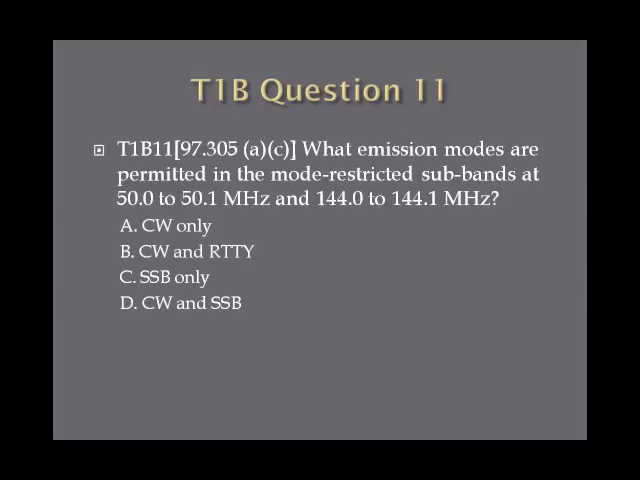 T1B Question 11
T1B11[97.305 (a)(c)] What emission modes are
permitted in the mode-restricted sub-bands at
50.0 to 50.1 MHz and 144.0 to 144.1 MHz?
A. CW only
B. CW and RTTY
C. SSB only
D. CW and SSB